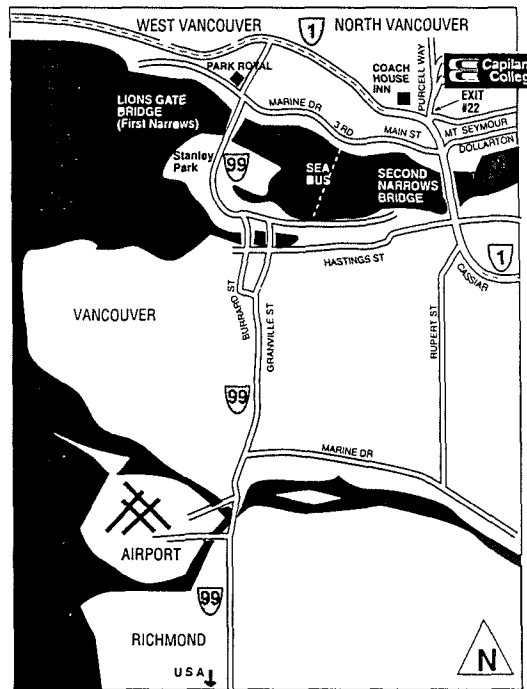 WEST VANCOUVER
1
NORTH VANCOUVER
PARK ROYAL
COACH
HOUSE
INN
PURCELL WAY
Capilan
College
EXIT
#22
LIONS GATE
BRIDGE
(First Narrows)
MARINE DR
3 RD
MAIN ST
MT SEYMOUR
DOLLARTON
Stanley
Park
99
SEA
BUS
SECOND
NARROWS
BRIDGE
1
HASTINGS ST
CASSIAR
VANCOUVER
BURRARD ST
GRANVILLE ST
RUPERT ST
99
MARINE DR
AIRPORT
99
RICHMOND
USA
N